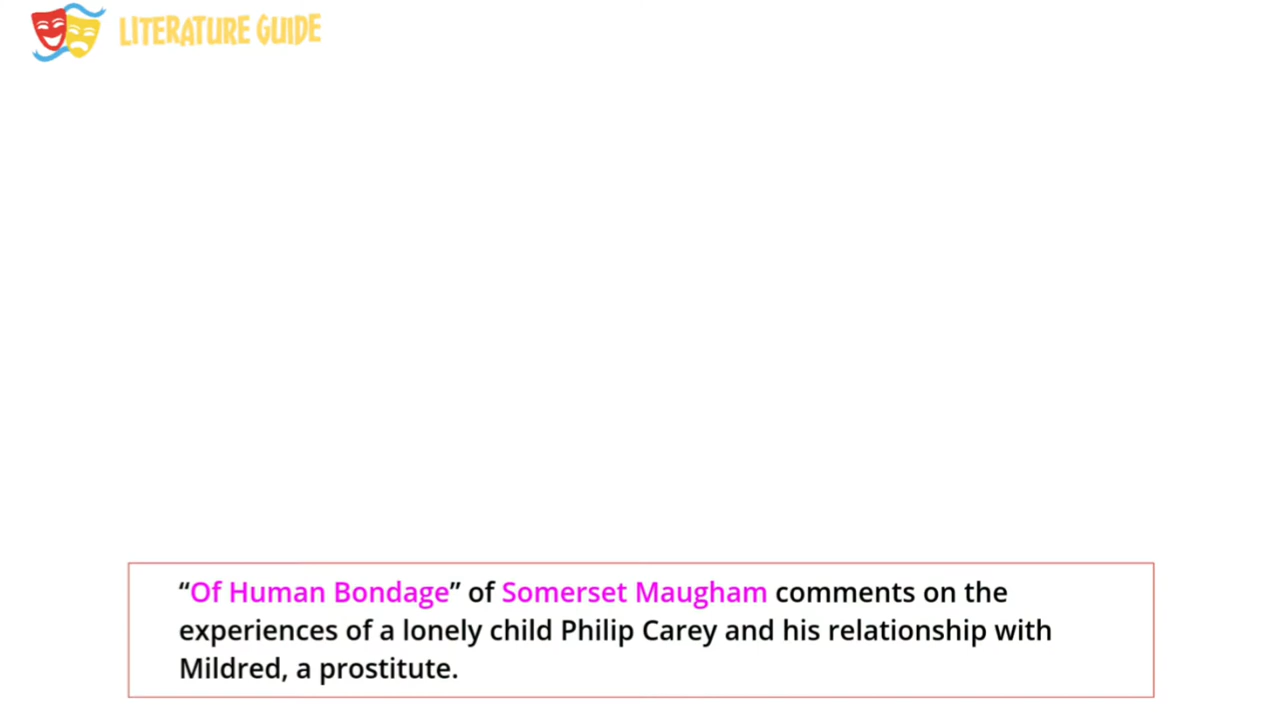 LITERATURE GUIDE
“Of Human Bondage” of Somerset Maugham comments on the
experiences of a lonely child Philip Carey and his relationship with
Mildred, a prostitute.